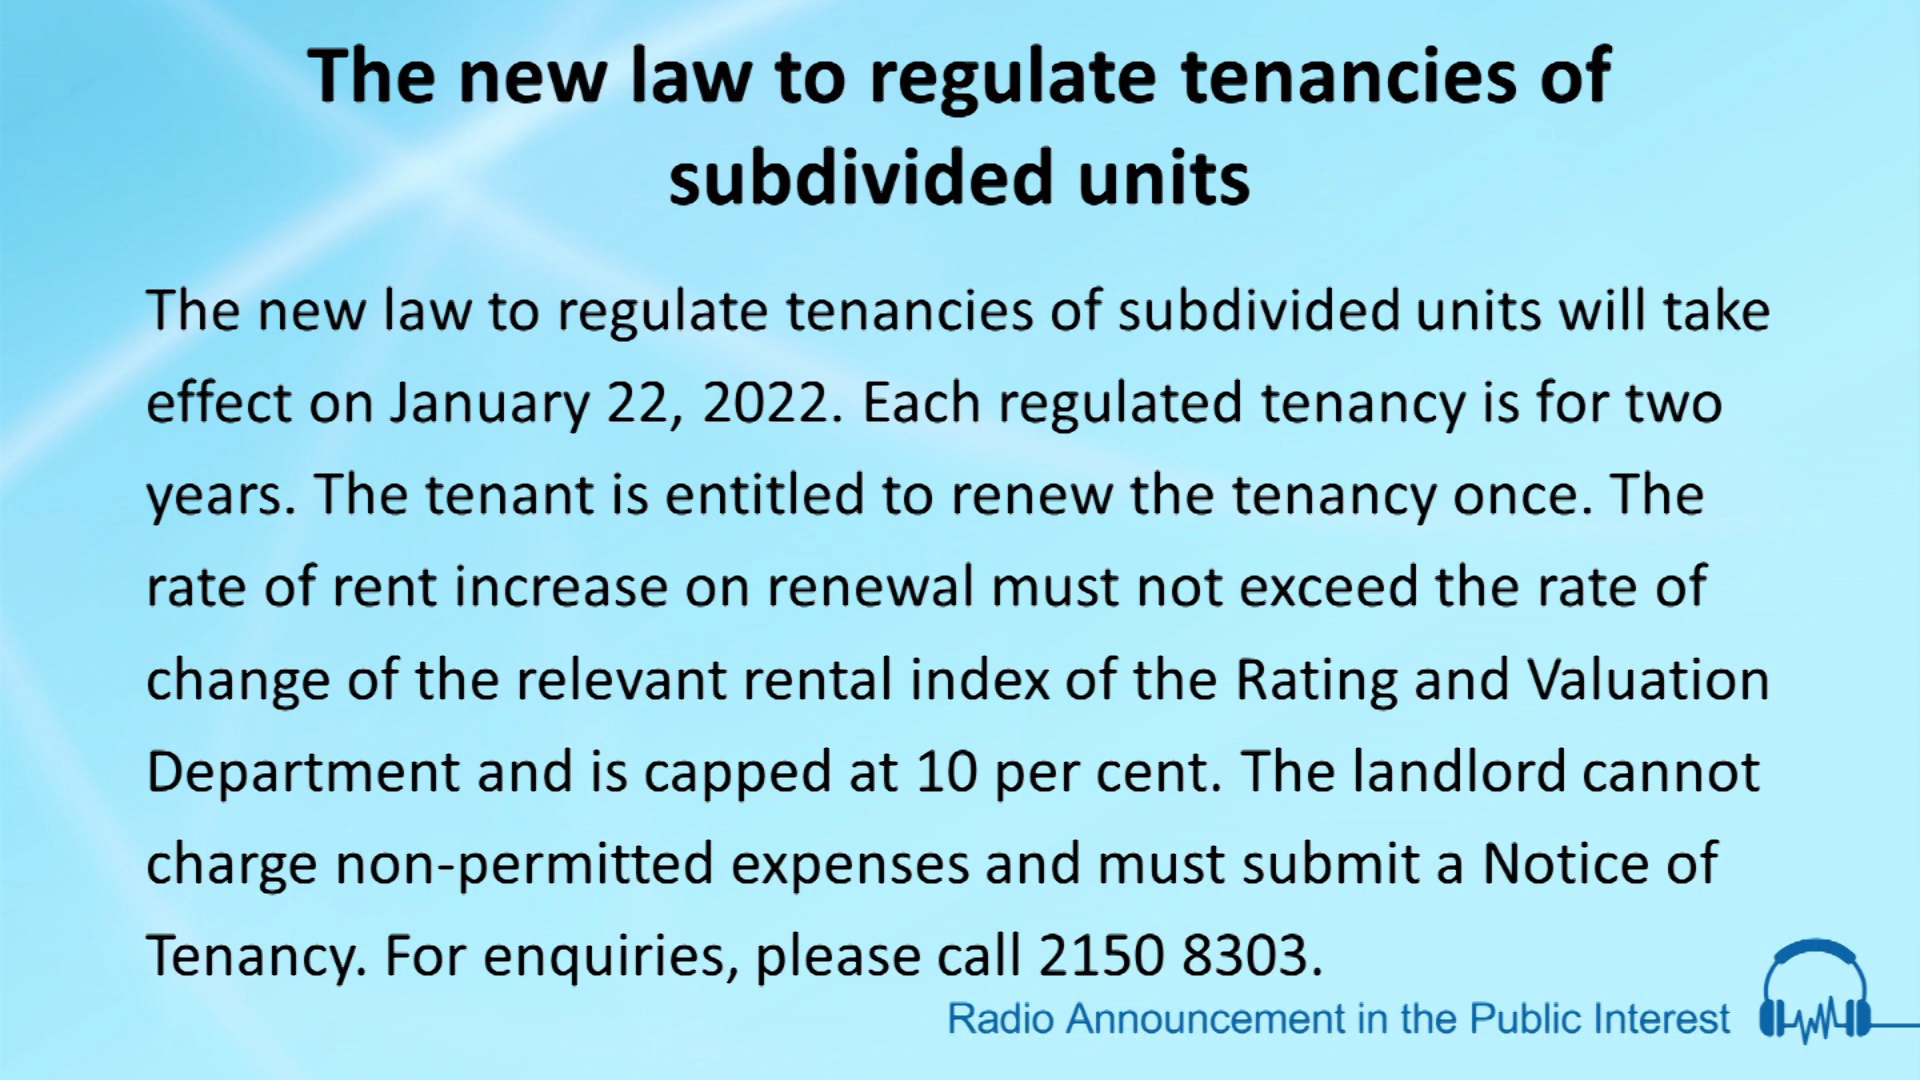 The new law to regulate tenancies of
subdivided units
The new law to regulate tenancies of subdivided units will take
effect on January 22, 2022. Each regulated tenancy is for two
years. The tenant is entitled to renew the tenancy once. The
rate of rent increase on renewal must not exceed the rate of
change of the relevant rental index of the Rating and Valuation
Department and is capped at 10 per cent. The landlord cannot
charge non-permitted expenses and must submit a Notice of
Tenancy. For enquiries, please call 2150 8303.
Radio Announcement in the Public Interest